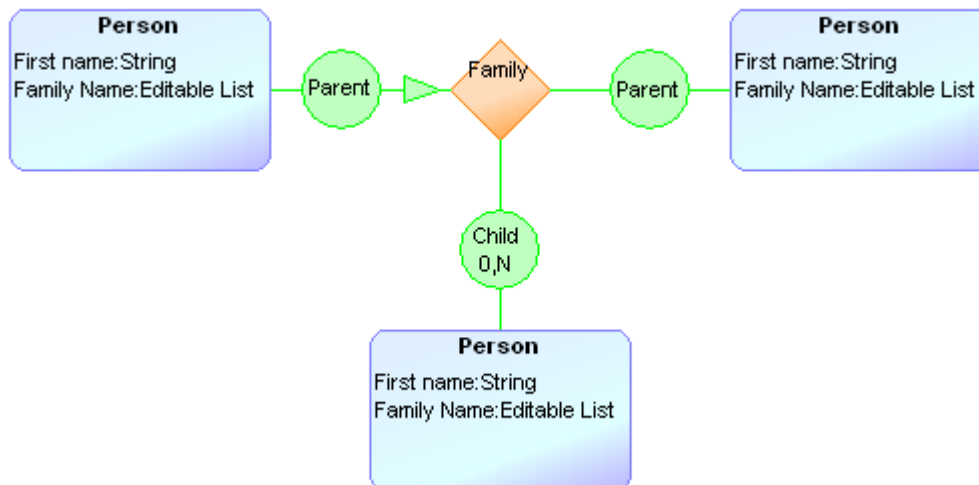 Person
First name:String
Family Name:Editable List
Parent
Family
Parent
Person
First name:String
Family Name:Editable List
Child
0,N
Person
First name:String
Family Name:Editable List